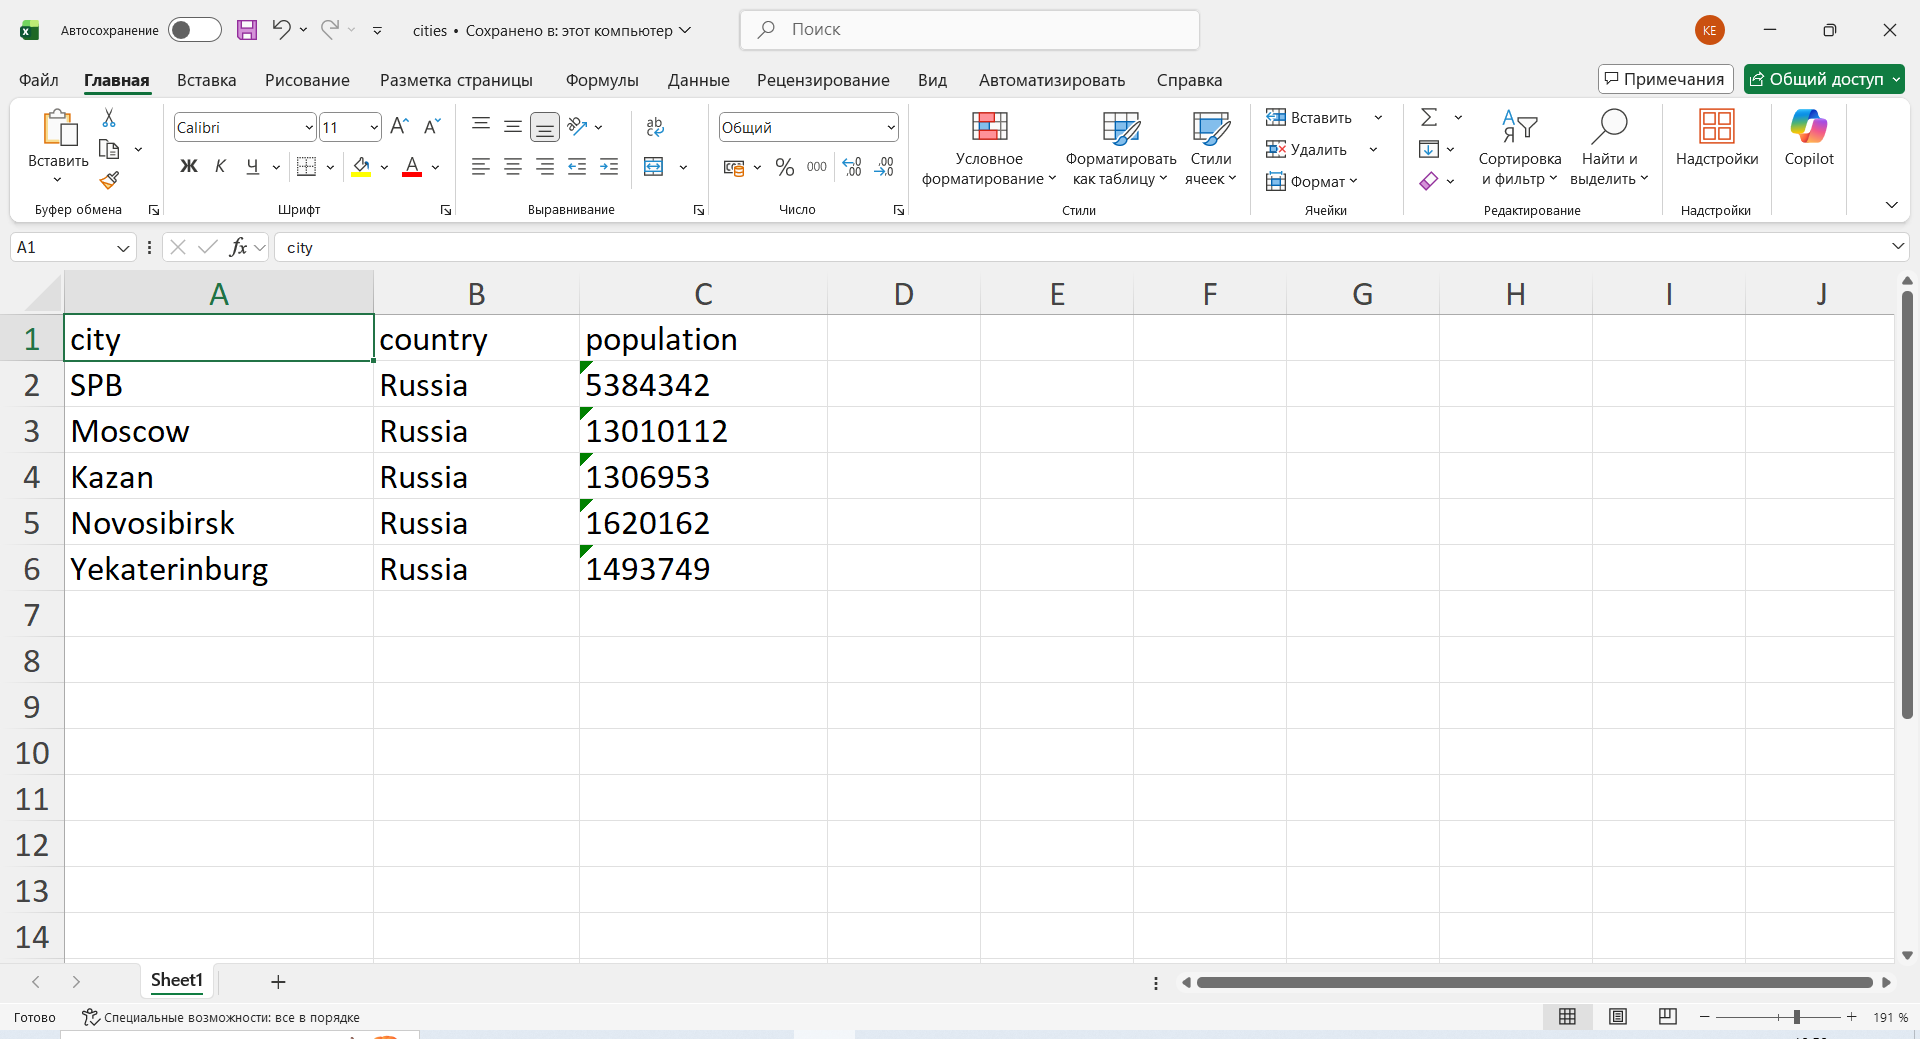 Автосохранение
cities • Сохранено в: этот компьютер
Поиск
КЕ
Файл Главная Вставка Рисование Разметка страницы Формулы Данные Рецензирование Вид Автоматизировать Справка
Примечания Общий доступ
Вставить
Буфер обмена
Calibri 11
Ж К Ч
Шрифт
ab
Выравнивание
Общий
% 000
Число
Условное форматирование
Форматировать как таблицу
Стили ячеек
Стили
Вставить
Удалить
Формат
Ячейки
Сортировка и фильтр
Найти и выделить
Редактирование
Надстройки
Надстройки
Copilot
A1 fx city
A B C D E F G H I J
1 city country population
2 SPB Russia 5384342
3 Moscow Russia 13010112
4 Kazan Russia 1306953
5 Novosibirsk Russia 1620162
6 Yekaterinburg Russia 1493749
7
8
9
10
11
12
13
14
Sheet1
Готово Специальные возможности: все в порядке 191 %